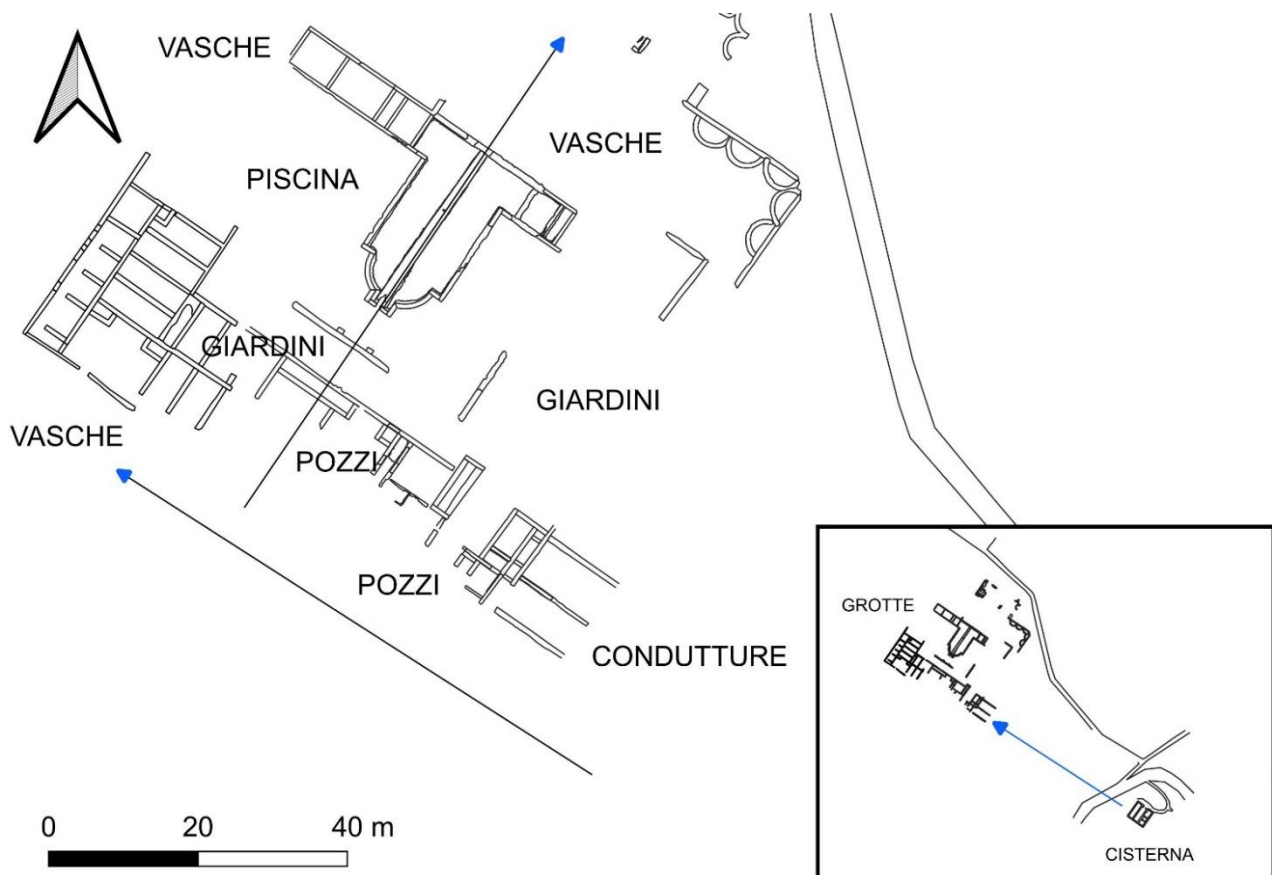 VASCHE
VASCHE
PISCINA
GIARDINI
GIARDINI
VASCHE
POZZI
POZZI
CONDUTTURE
0 20 40 m
GROTTE
CISTERNA